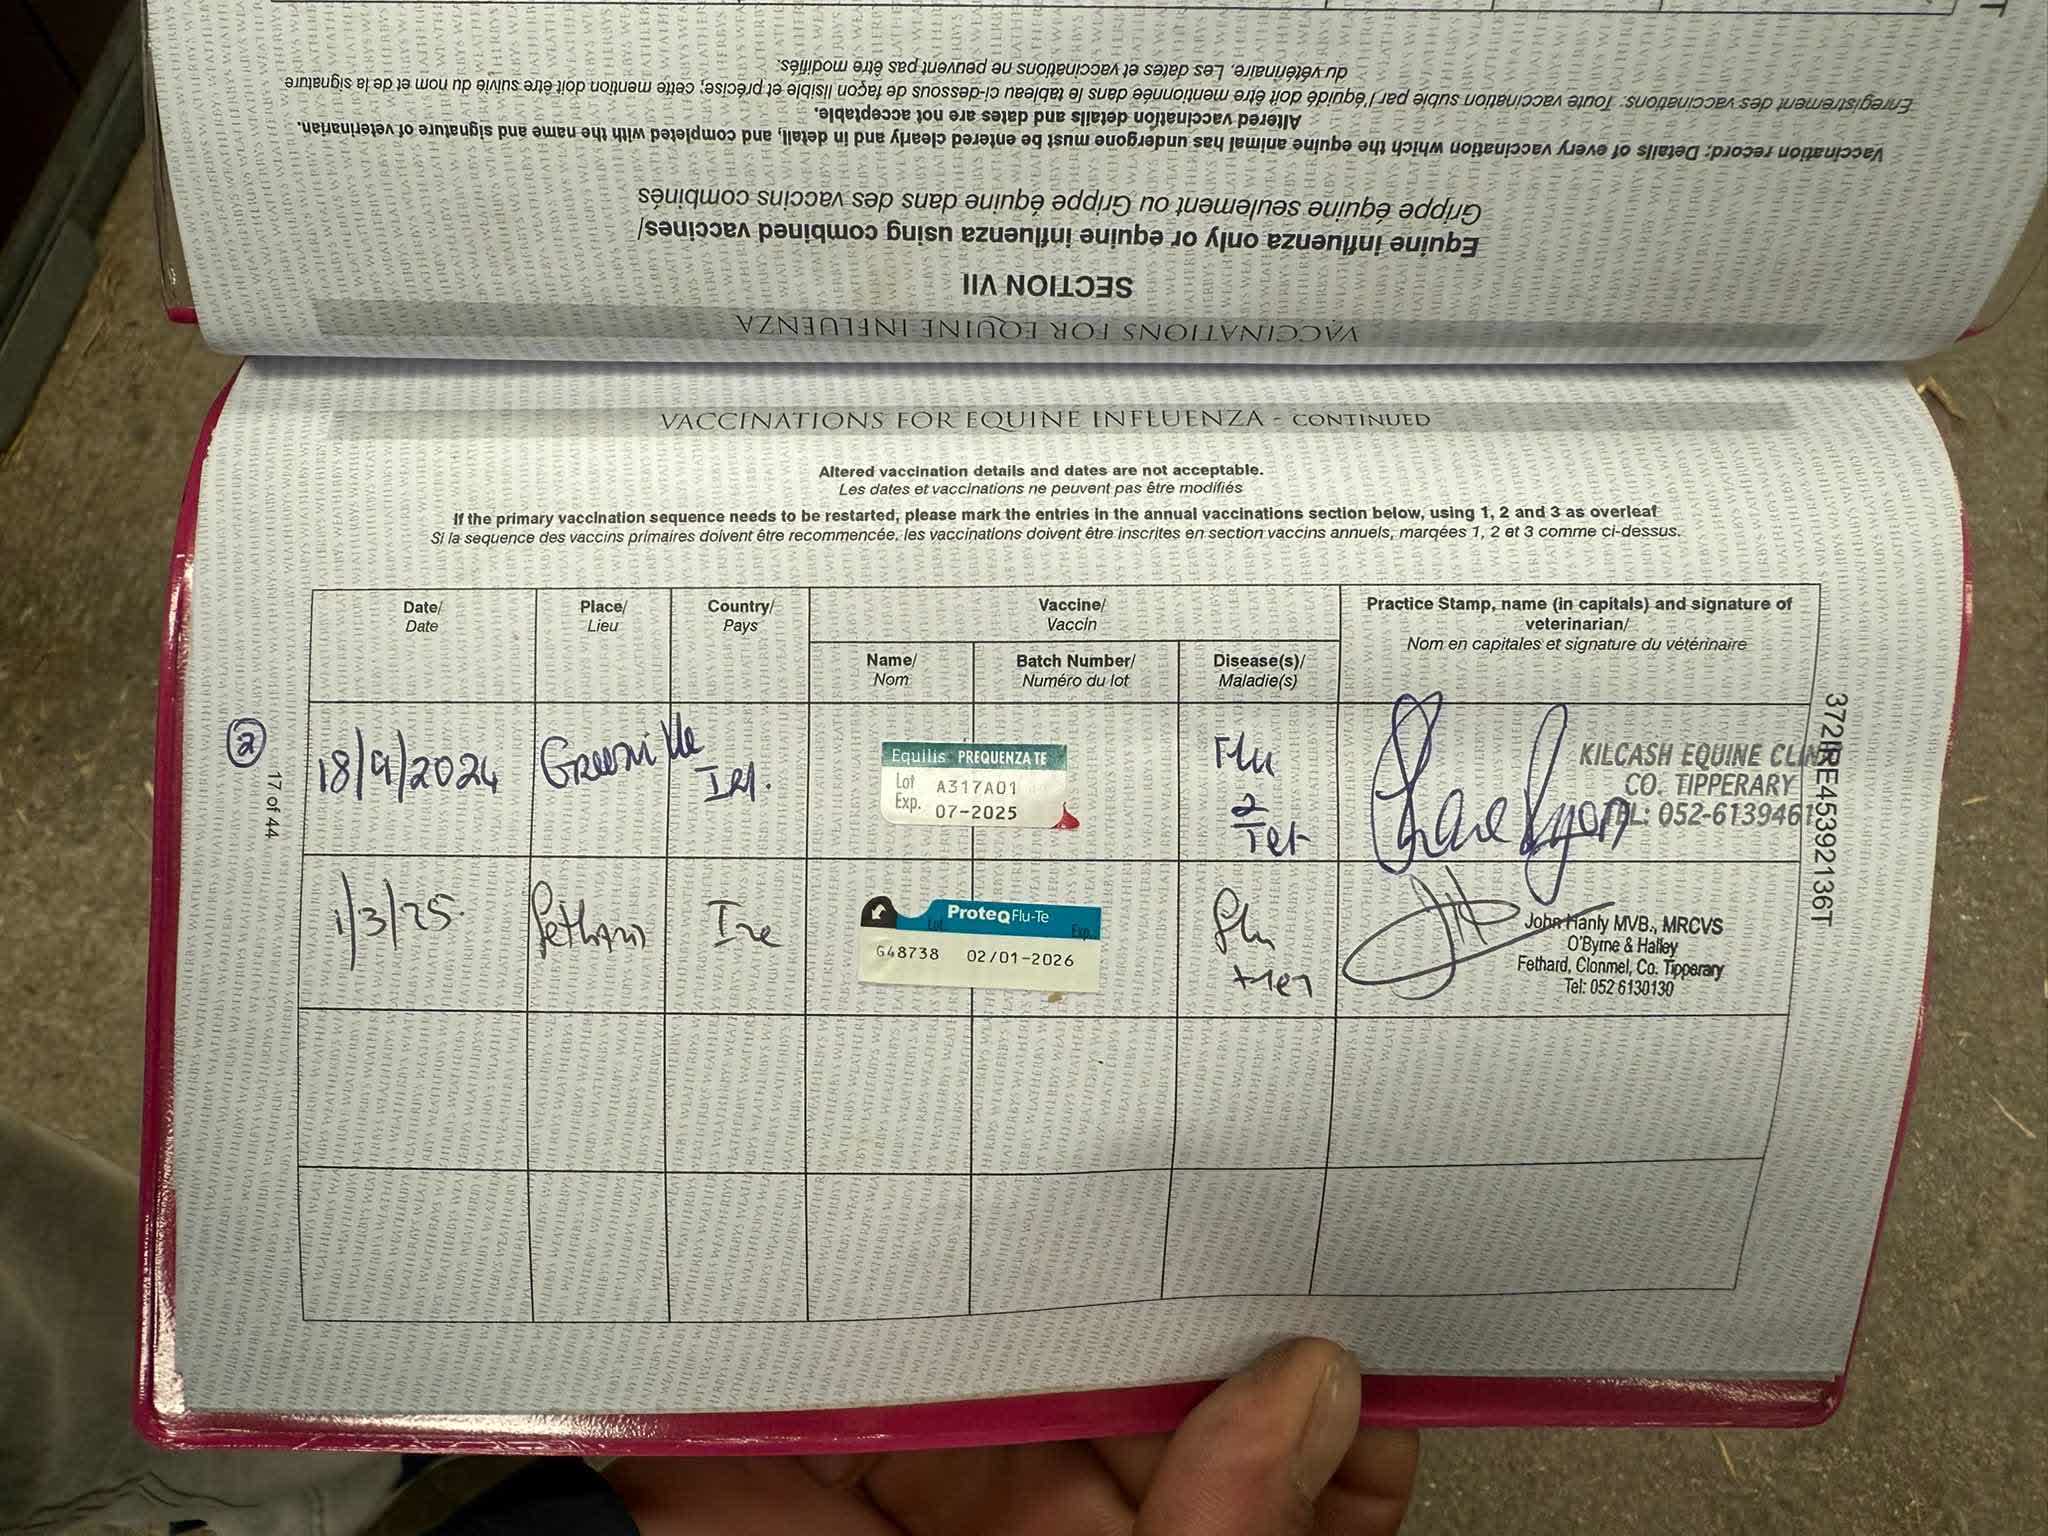 Enregistrement des vaccinations: Toute vaccination subie par l'équidé doit être mentionnée dans le tableau ci-dessous de façon lisible et précise; cette mention doit être suivie du nom et de la signature
du vétérinaire. Les dates et vaccinations ne peuvent pas être modifiés.
Vaccination record: Details of every vaccination which the equine animal has undergone must be entered clearly and in detail, and completed with the name and signature of veterinarian.
Altered vaccination details and dates are not acceptable.
Equine influenza only or equine influenza using combined vaccines/
Grippe équine seulement ou Grippe équine dans des vaccins combinés
SECTION VII
VACCINATIONS FOR EQUINE INFLUENZA
VACCINATIONS FOR EQUINE INFLUENZA - CONTINUED
Altered vaccination details and dates are not acceptable.
Les dates et vaccinations ne peuvent pas être modifiés
If the primary vaccination sequence needs to be restarted, please mark the entries in the annual vaccinations section below, using 1, 2 and 3 as overleaf
Si la sequence des vaccins primaires doivent être recommencée, les vaccinations doivent être inscrites en section vaccins annuels, marqées 1, 2 et 3 comme ci-dessus.
Date/
Date
Place/
Lieu
Country/
Pays
Vaccine/
Vaccin
Name/
Nom
Batch Number/
Numéro du lot
Disease(s)/
Maladie(s)
Practice Stamp, name (in capitals) and signature of
veterinarian/
Nom en capitales et signature du vétérinaire
2
18/9/2024
Irl.
Equilis PREQUENZA TE
Lot A317A01
Exp. 07-2025
Flu
Tet
KILCASH EQUINE CLIN
CO. TIPPERARY
TEL: 052-6139461
1/3/25
Fethard
Ire
ProteqFlu-Te
Lot Exp.
G48738 02/01-2026
Flu
John Hanly MVB., MRCVS
O'Byrne & Halley
Fethard, Clonmel, Co. Tipperary
Tel: 052 6130130
17 of 44
372IRE45392136T